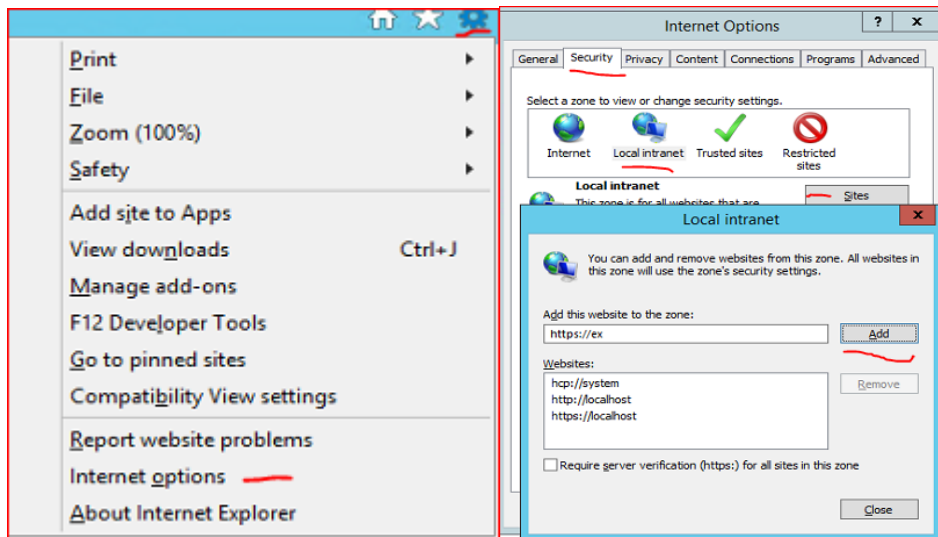 Print
File
Zoom (100%)
Safety
Add site to Apps
View downloads Ctrl+J
Manage add-ons
F12 Developer Tools
Go to pinned sites
Compatibility View settings
Report website problems
Internet options
About Internet Explorer
Internet Options ? x
General Security Privacy Content Connections Programs Advanced
Select a zone to view or change security settings.
Internet Local intranet Trusted sites Restricted
sites
Local intranet
This zone is for all websites that are
Sites
Local intranet x
You can add and remove websites from this zone. All websites in
this zone will use the zone's security settings.
Add this website to the zone:
https://ex Add
Websites:
hcp://system Remove
http://localhost
https://localhost
Require server verification (https:) for all sites in this zone
Close